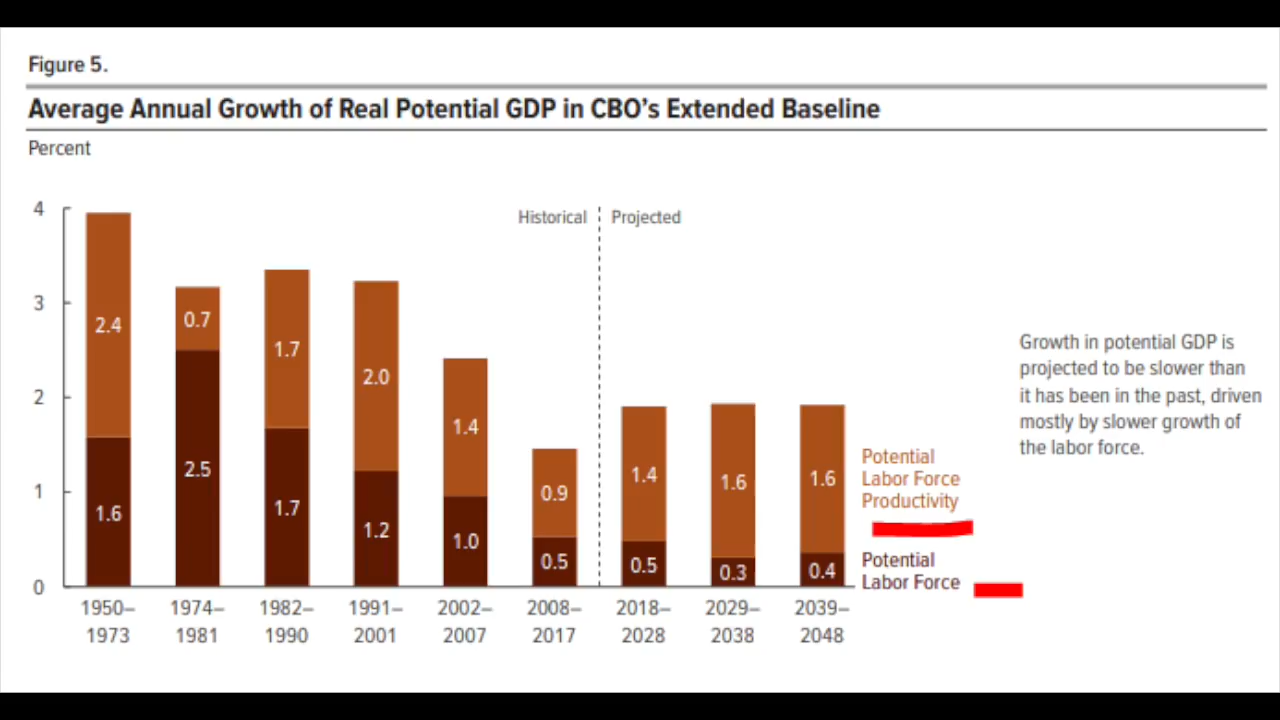 Figure 5.
Average Annual Growth of Real Potential GDP in CBO’s Extended Baseline
Percent
4
3
2
1
0
Historical
Projected
2.4
1.6
0.7
2.5
1.7
1.7
2.0
1.2
1.4
1.0
0.9
0.5
1.4
0.5
1.6
0.3
1.6
0.4
1950–
1973
1974–
1981
1982–
1990
1991–
2001
2002–
2007
2008–
2017
2018–
2028
2029–
2038
2039–
2048
Potential
Labor Force
Productivity
Potential
Labor Force
Growth in potential GDP is
projected to be slower than
it has been in the past, driven
mostly by slower growth of
the labor force.